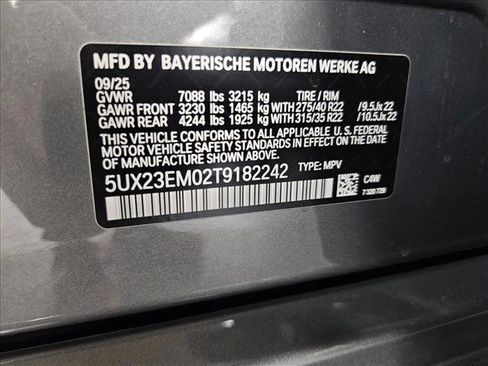 MFD BY BAYERISCHE MOTOREN WERKE AG
09/25
GVWR 7088 lbs 3215 kg TIRE / RIM
GAWR FRONT 3230 lbs 1465 kg WITH 275/40 R22 /9.5Jx22
GAWR REAR 4244 lbs 1925 kg WITH 315/35 R22 /10.5Jx22
THIS VEHICLE CONFORMS TO ALL APPLICABLE U. S. FEDERAL
MOTOR VEHICLE SAFETY STANDARDS IN EFFECT ON THE
DATE OF MANUFACTURE SHOWN ABOVE.
5UX23EM02T9182242 TYPE: MPV
C4W
7320728